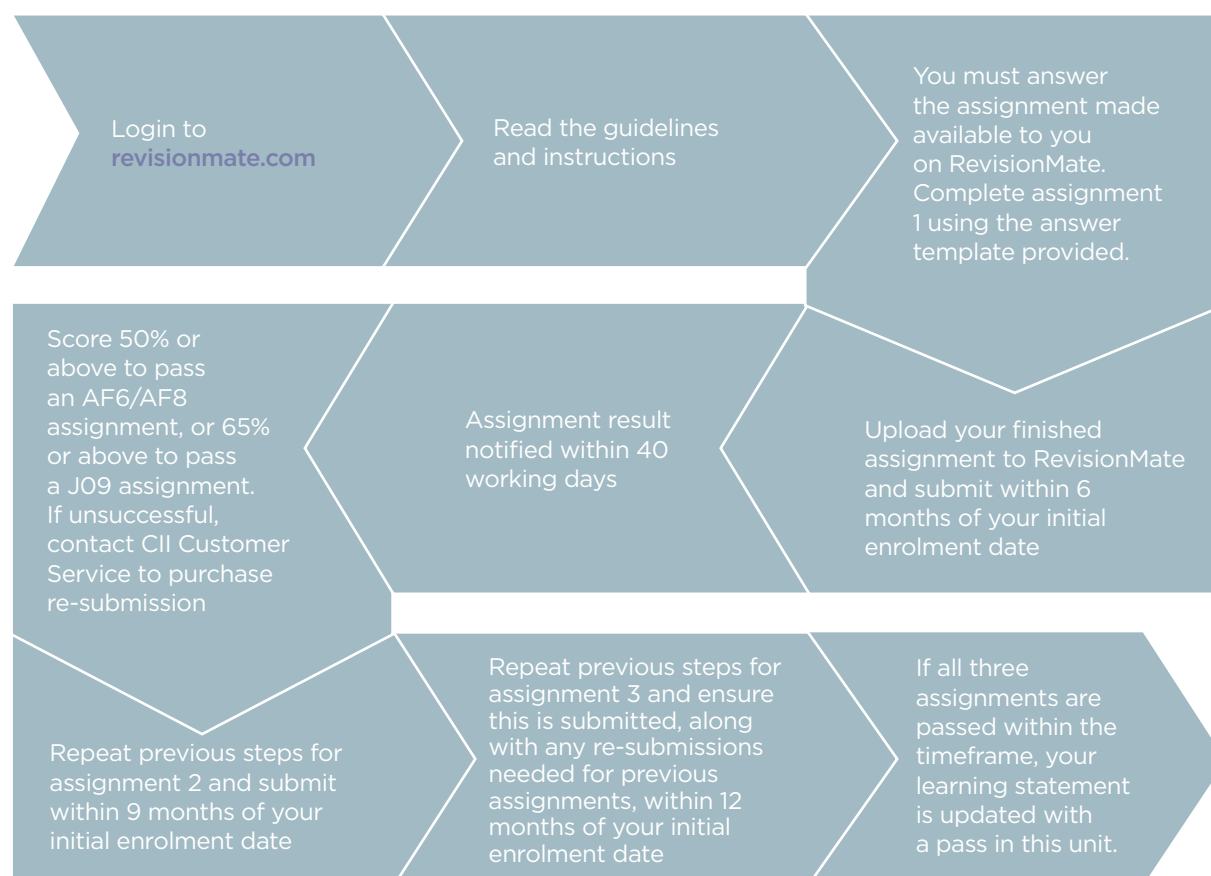 Login to
revisionmate.com
Read the guidelines
and instructions
You must answer
the assignment made
available to you
on RevisionMate.
Complete assignment
1 using the answer
template provided.
Upload your finished
assignment to RevisionMate
and submit within 6
months of your initial
enrolment date
Assignment result
notified within 40
working days
Score 50% or
above to pass
an AF6/AF8
assignment, or 65%
or above to pass
a J09 assignment.
If unsuccessful,
contact CII Customer
Service to purchase
re-submission
Repeat previous steps for
assignment 2 and submit
within 9 months of your
initial enrolment date
Repeat previous steps for
assignment 3 and ensure
this is submitted, along
with any re-submissions
needed for previous
assignments, within 12
months of your initial
enrolment date
If all three
assignments are
passed within the
timeframe, your
learning statement
is updated with
a pass in this unit.